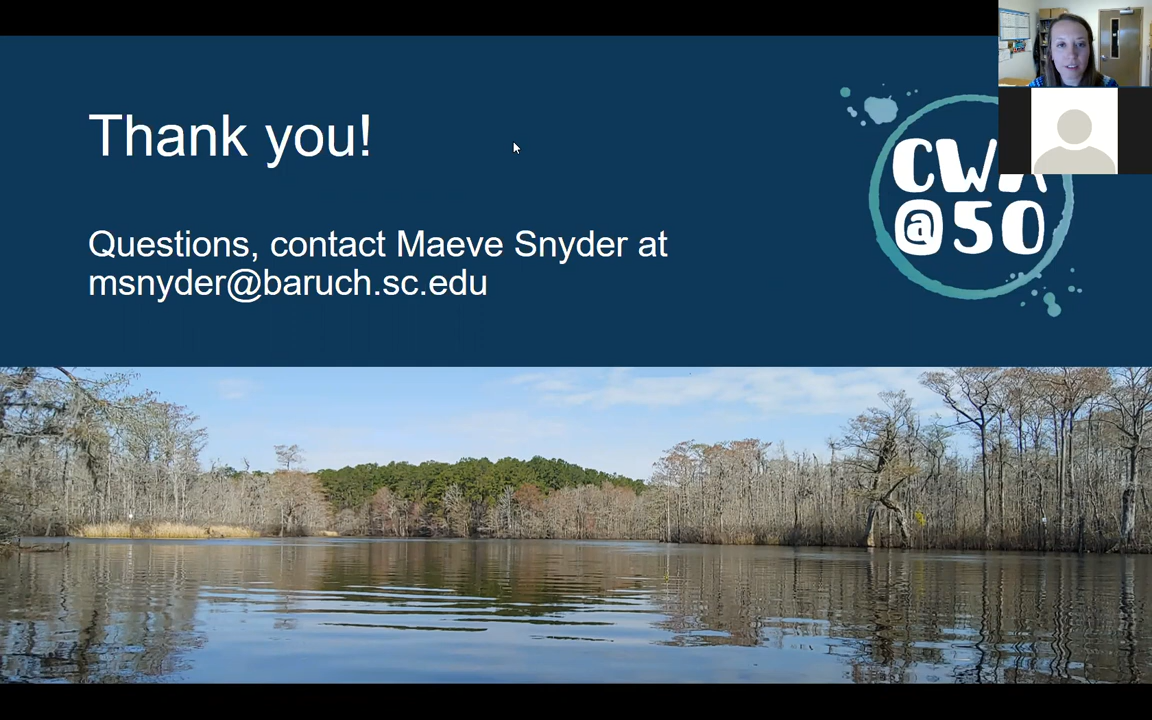 Thank you!
Questions, contact Maeve Snyder at
msnyder@baruch.sc.edu
CWA
@50